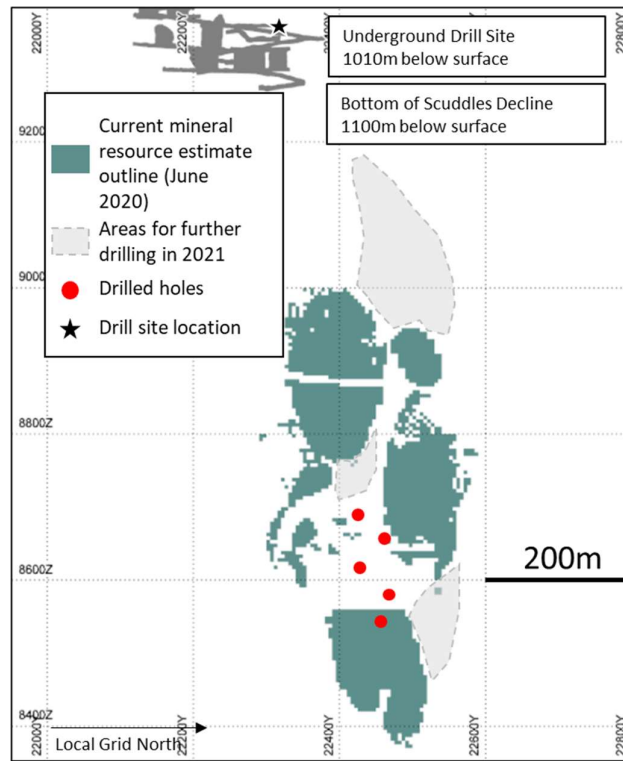 22000Y
22200Y
22400Y
22800Y
Underground Drill Site
1010m below surface
Bottom of Scuddles Decline
1100m below surface
Current mineral
resource estimate
outline (June
2020)
Areas for further
drilling in 2021
Drilled holes
Drill site location
9200
9000
8800Z
8600Z
200m
8400Z
Local Grid North
22000Y
22200Y
22400Y
22600Y
22800Y